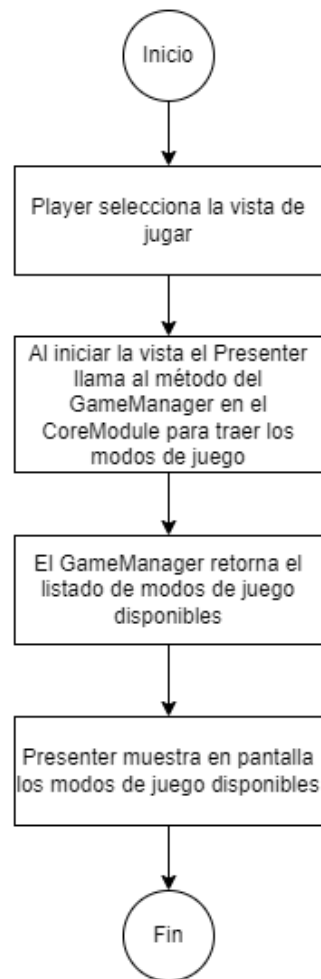 Inicio
Player selecciona la vista de
jugar
Al iniciar la vista el Presenter
llama al método del
GameManager en el
CoreModule para traer los
modos de juego
El GameManager retorna el
listado de modos de juego
disponibles
Presenter muestra en pantalla
los modos de juego disponibles
Fin